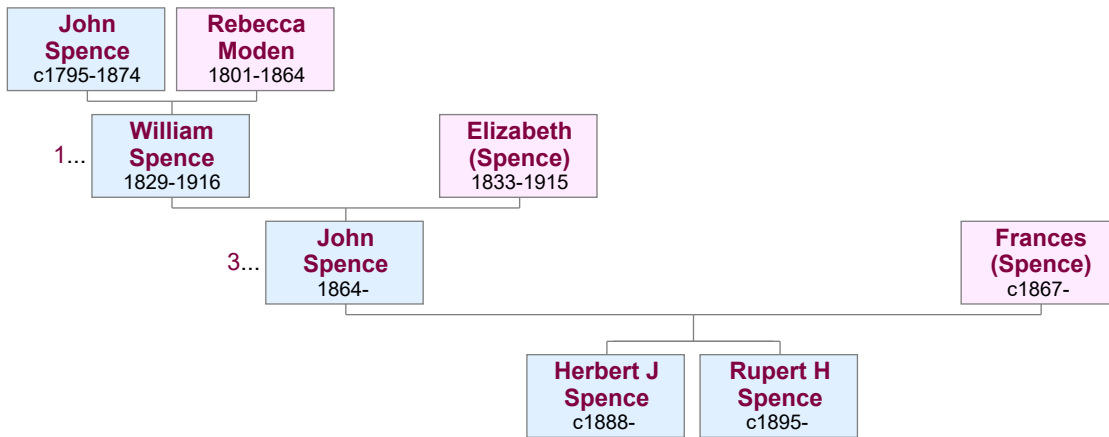 John
Spence
c1795-1874
Rebecca
Moden
1801-1864
1...
William
Spence
1829-1916
Elizabeth
(Spence)
1833-1915
3...
John
Spence
1864-
Frances
(Spence)
c1867-
Herbert J
Spence
c1888-
Rupert H
Spence
c1895-